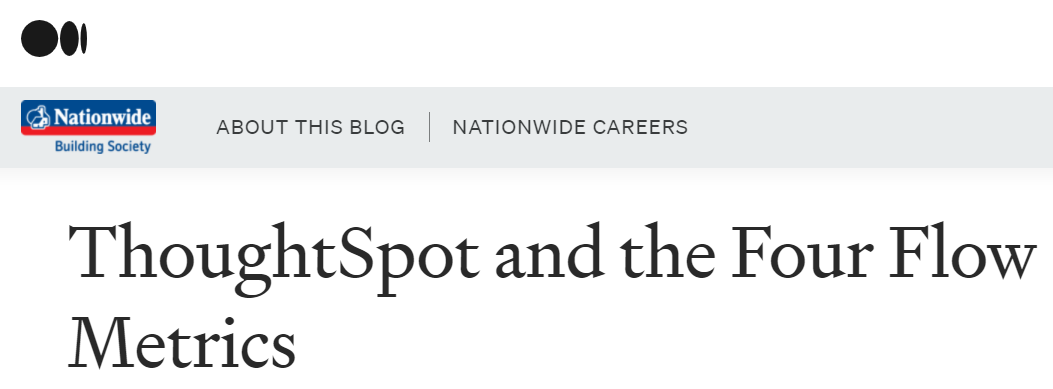 Nationwide
Building Society
ABOUT THIS BLOG
NATIONWIDE CAREERS
ThoughtSpot and the Four Flow
Metrics